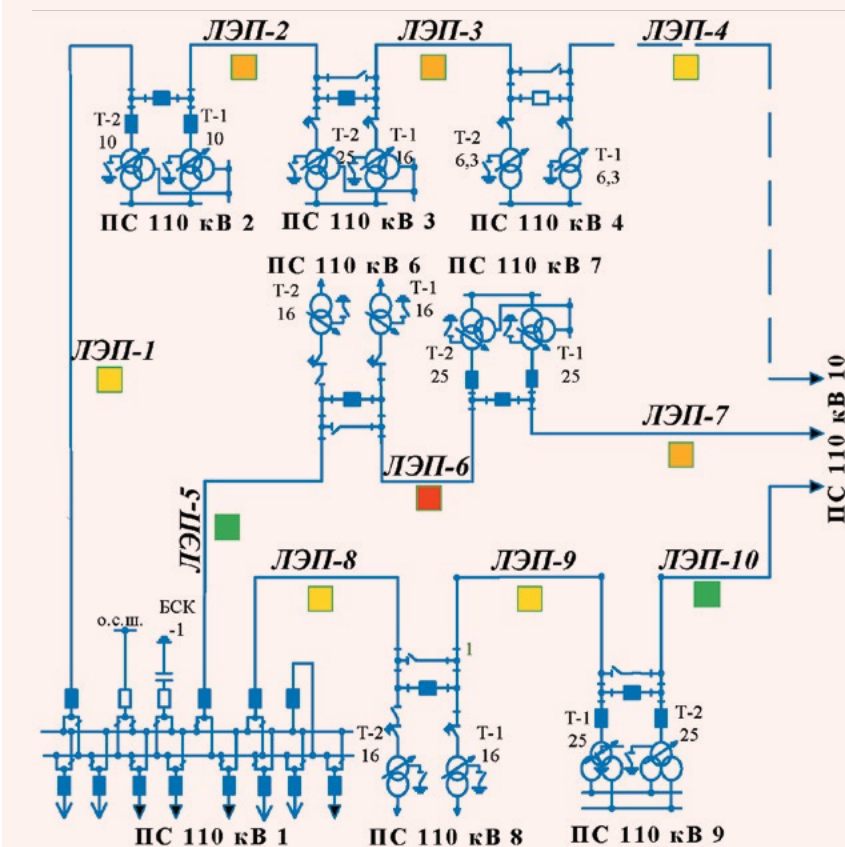 ЛЭП-2
ЛЭП-3
ЛЭП-4
Т-2
10
Т-1
10
Т-2
25
Т-1
16
Т-2
6,3
Т-1
6,3
ПС 110 кВ 2
ПС 110 кВ 3
ПС 110 кВ 4
ПС 110 кВ 6
ПС 110 кВ 7
Т-2
16
Т-1
16
Т-2
25
Т-1
25
ЛЭП-1
ПС 110 кВ 10
ЛЭП-7
ЛЭП-6
ЛЭП-5
ЛЭП-8
ЛЭП-9
ЛЭП-10
о.с.ш.
БСК
-1
1
Т-2
16
Т-1
16
Т-1
25
Т-2
25
ПС 110 кВ 1
ПС 110 кВ 8
ПС 110 кВ 9